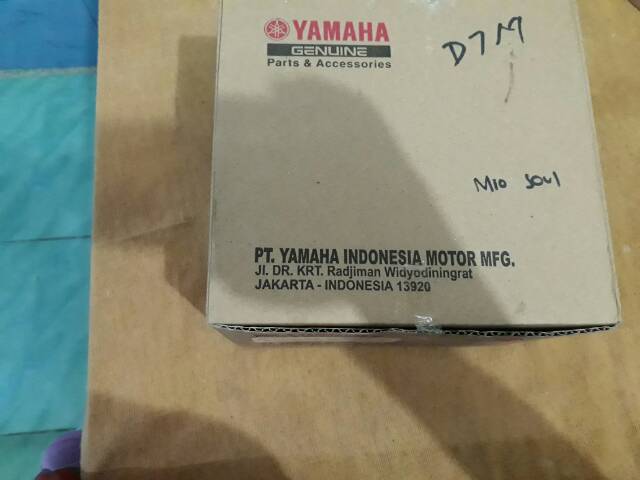 YAMAHA
GENUINE
Parts & Accessories
D7M
MIO SOUL
PT. YAMAHA INDONESIA MOTOR MFG.
Jl. DR. KRT. Radjiman Widyodiningrat
JAKARTA - INDONESIA 13920